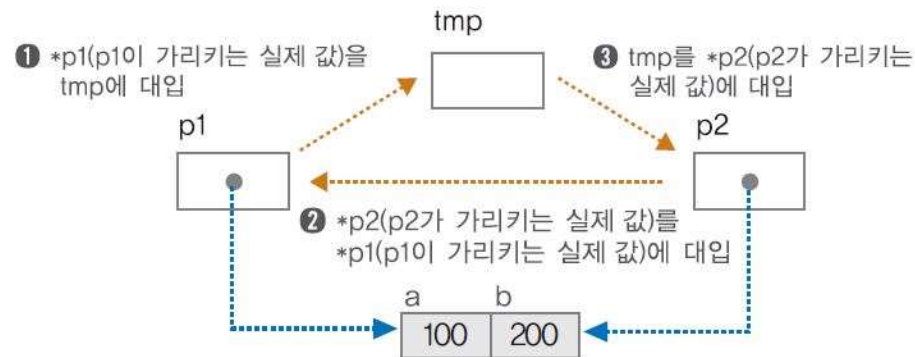 tmp
❶ *p1(p1이 가리키는 실제 값)을
tmp에 대입
❸ tmp를 *p2(p2가 가리키는
실제 값)에 대입
p1
p2
❷ *p2(p2가 가리키는 실제 값)를
*p1(p1이 가리키는 실제 값)에 대입
a b
100 200